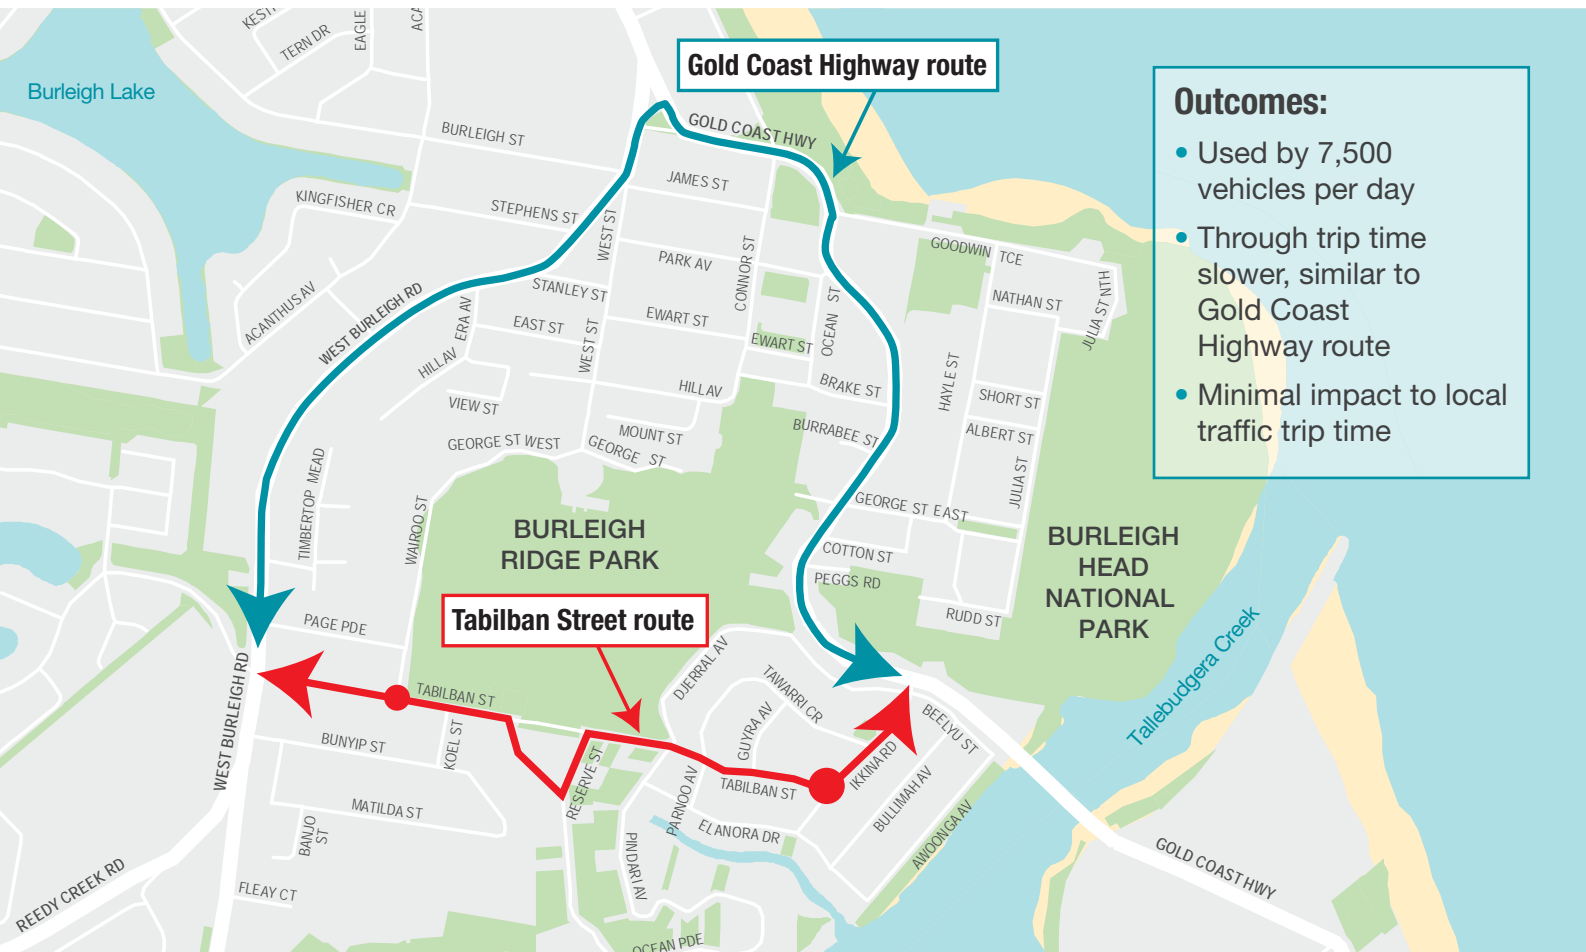 KEST
TERN DR
EAGLE
ACA
Burleigh Lake
Gold Coast Highway route
GOLD COAST HWY
BURLEIGH ST
JAMES ST
KINGFISHER CR
STEPHENS ST
WEST ST
PARK AV
CONNOR ST
GOODWIN TCE
NATHAN ST
JULIA ST NTH
ACANTHUS AV
WEST BURLEIGH RD
STANLEY ST
ERA AV
EAST ST
WEST ST
EWART ST
EWART ST
OCEAN ST
HILL AV
VIEW ST
HILL AV
BRAKE ST
HAYLE ST
SHORT ST
ALBERT ST
MOUNT ST
BURRABEE ST
GEORGE ST WEST
GEORGE ST
JULIA ST
GEORGE ST EAST
TIMBERTOP MEAD
WAIROO ST
BURLEIGH
RIDGE PARK
COTTON ST
PEGGS RD
RUDD ST
BURLEIGH
HEAD
NATIONAL
PARK
Tallebudgera Creek
PAGE PDE
Tabilban Street route
DJERRAL AV
TAWARRI CR
GUYRA AV
BEELYU ST
WEST BURLEIGH RD
TABILBAN ST
BUNYIP ST
KOEL ST
RESERVE ST
PARNOO AV
TABILBAN ST
IKKINA RD
BULLIMAH AV
AWOONGA AV
ELANORA DR
MATILDA ST
BANJO
ST
PINDARI AV
REEDY CREEK RD
FLEAY CT
OCEAN PDE
GOLD COAST HWY
Outcomes:
• Used by 7,500
vehicles per day
• Through trip time
slower, similar to
Gold Coast
Highway route
• Minimal impact to local
traffic trip time